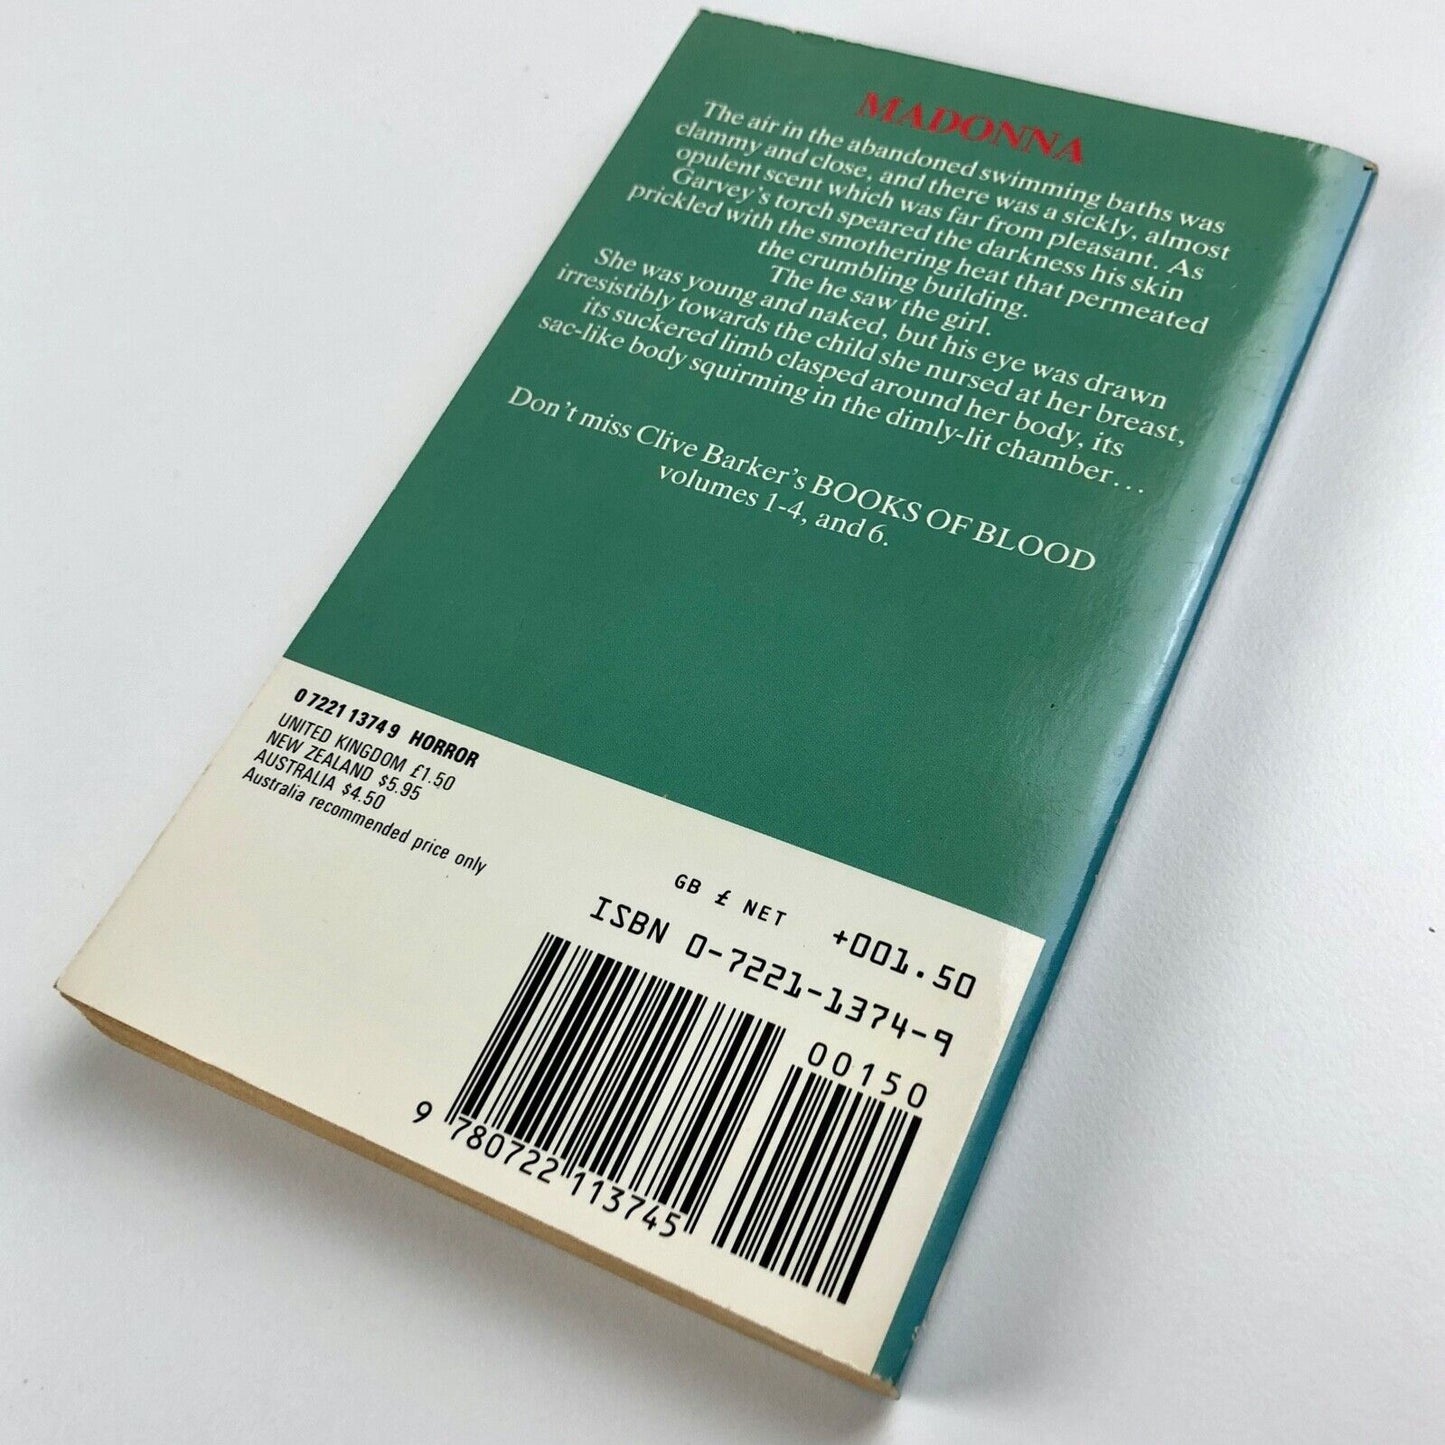 MADONNA
The air in the abandoned swimming baths was
clammy and close, and there was a sickly, almost
opulent scent which was far from pleasant. As
Garvey's torch speared the darkness his skin
prickled with the smothering heat that permeated
the crumbling building.
The he saw the girl.
She was young and naked, but his eye was drawn
irresistibly towards the child she nursed at her breast,
its suckered limb clasped around her body, its
sac-like body squirming in the dimly-lit chamber...
Don't miss Clive Barker's BOOKS OF BLOOD
volumes 1-4, and 6.
0 7221 1374 9 HORROR
UNITED KINGDOM £1.50
NEW ZEALAND $5.95
AUSTRALIA $4.50
Australia recommended price only
GB £ NET +001.50
ISBN 0-7221-1374-9
00150
9 780722 113745